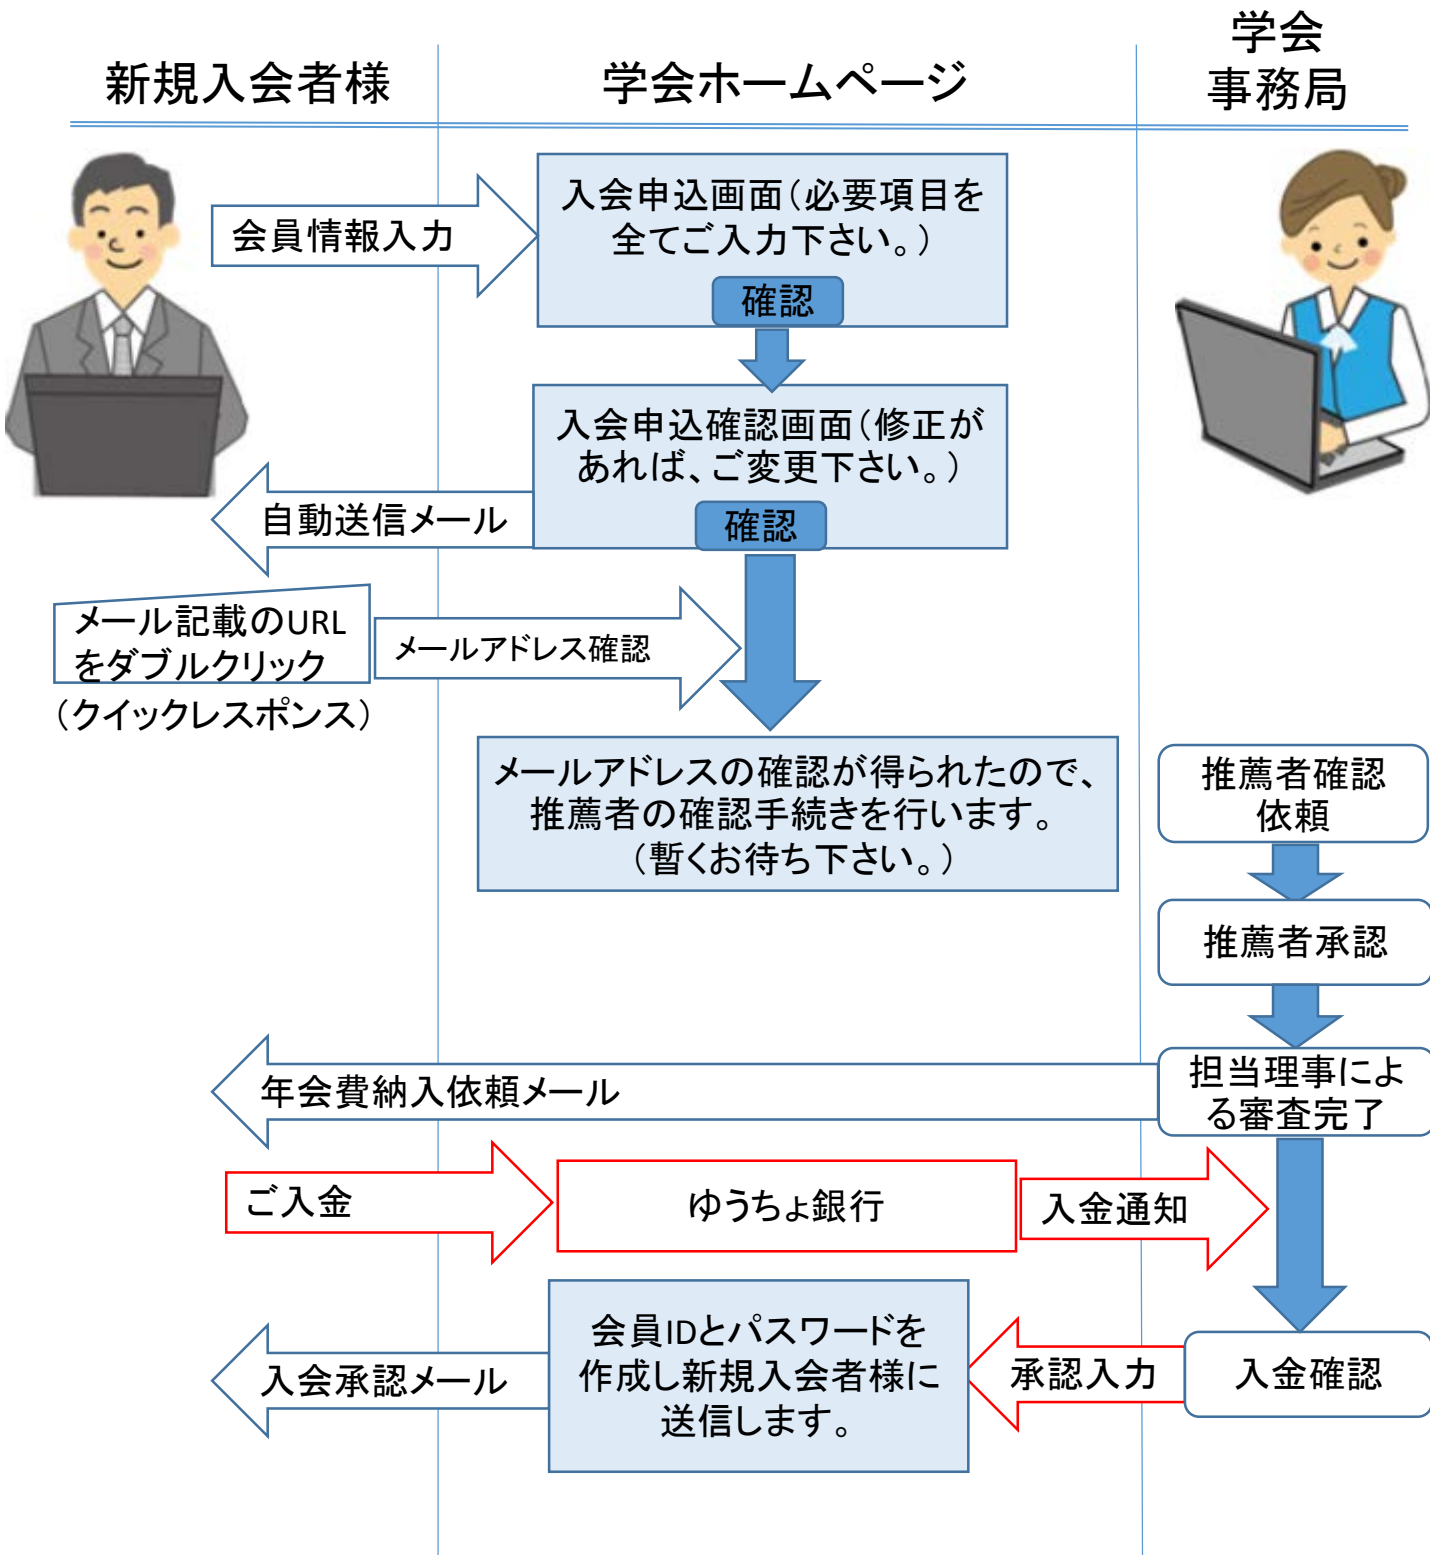 新規入会者様
学会ホームページ
学会
事務局
会員情報入力
入会申込画面(必要項目を
全てご入力下さい。)
確認
入会申込確認画面(修正が
あれば、ご変更下さい。)
確認
自動送信メール
メール記載のURL
をダブルクリック
(クイックレスポンス)
メールアドレス確認
メールアドレスの確認が得られたので、
推薦者の確認手続きを行います。
(暫くお待ち下さい。)
推薦者確認
依頼
推薦者承認
担当理事によ
る審査完了
年会費納入依頼メール
ご入金
ゆうちょ銀行
入金通知
入金確認
承認入力
会員IDとパスワードを
作成し新規入会者様に
送信します。
入会承認メール